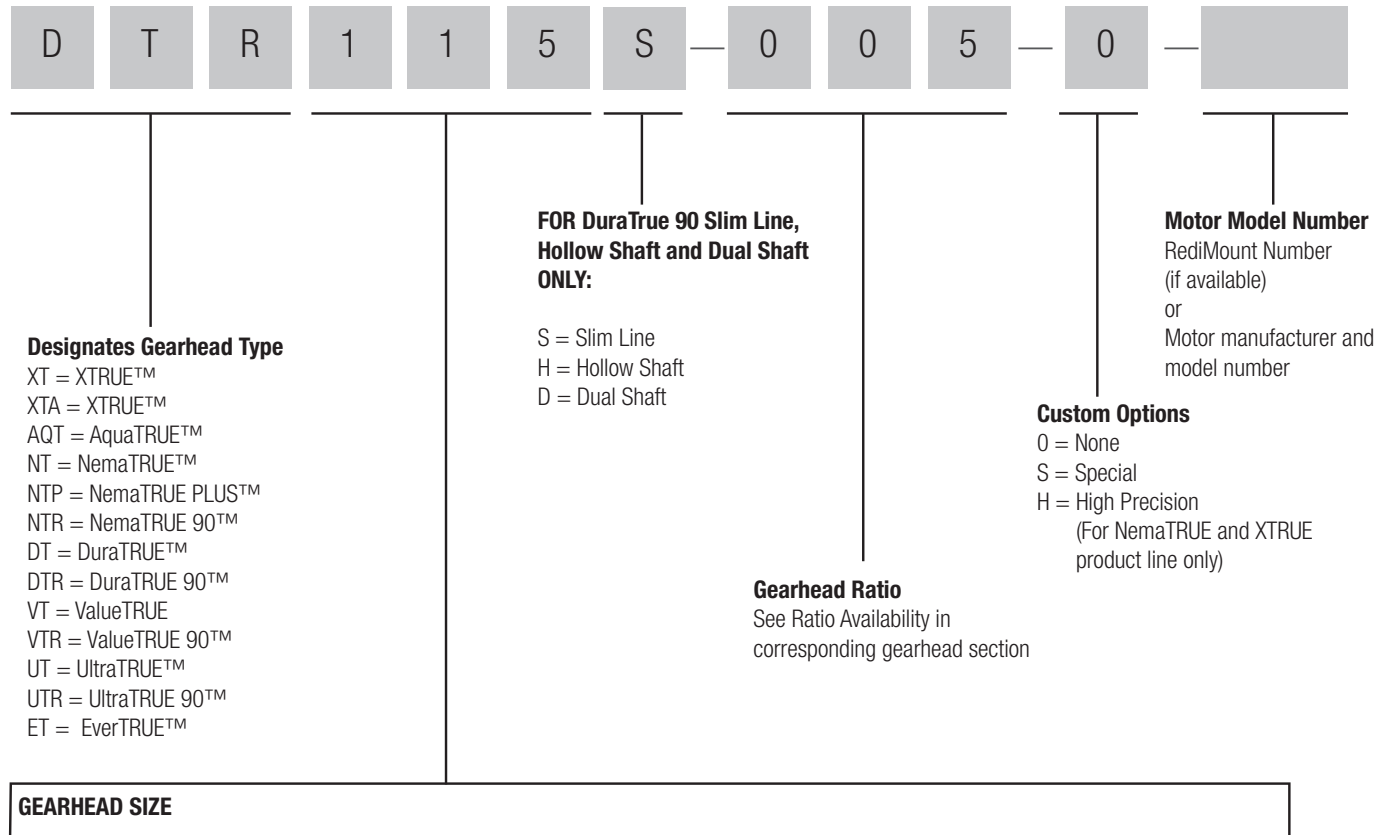 D T R 1 1 5 S — 0 0 5 — 0 —
Designates Gearhead Type
XT = XTRUE™
XTA = XTRUE™
AQT = AquaTRUE™
NT = NemaTRUE™
NTP = NemaTRUE PLUS™
NTR = NemaTRUE 90™
DT = DuraTRUE™
DTR = DuraTRUE 90™
VT = ValueTRUE
VTR = ValueTRUE 90™
UT = UltraTRUE™
UTR = UltraTRUE 90™
ET = EverTRUE™
FOR DuraTrue 90 Slim Line,
Hollow Shaft and Dual Shaft
ONLY:
S = Slim Line
H = Hollow Shaft
D = Dual Shaft
Gearhead Ratio
See Ratio Availability in
corresponding gearhead section
Custom Options
0 = None
S = Special
H = High Precision
(For NemaTRUE and XTRUE
product line only)
Motor Model Number
RediMount Number
(if available)
or
Motor manufacturer and
model number
GEARHEAD SIZE